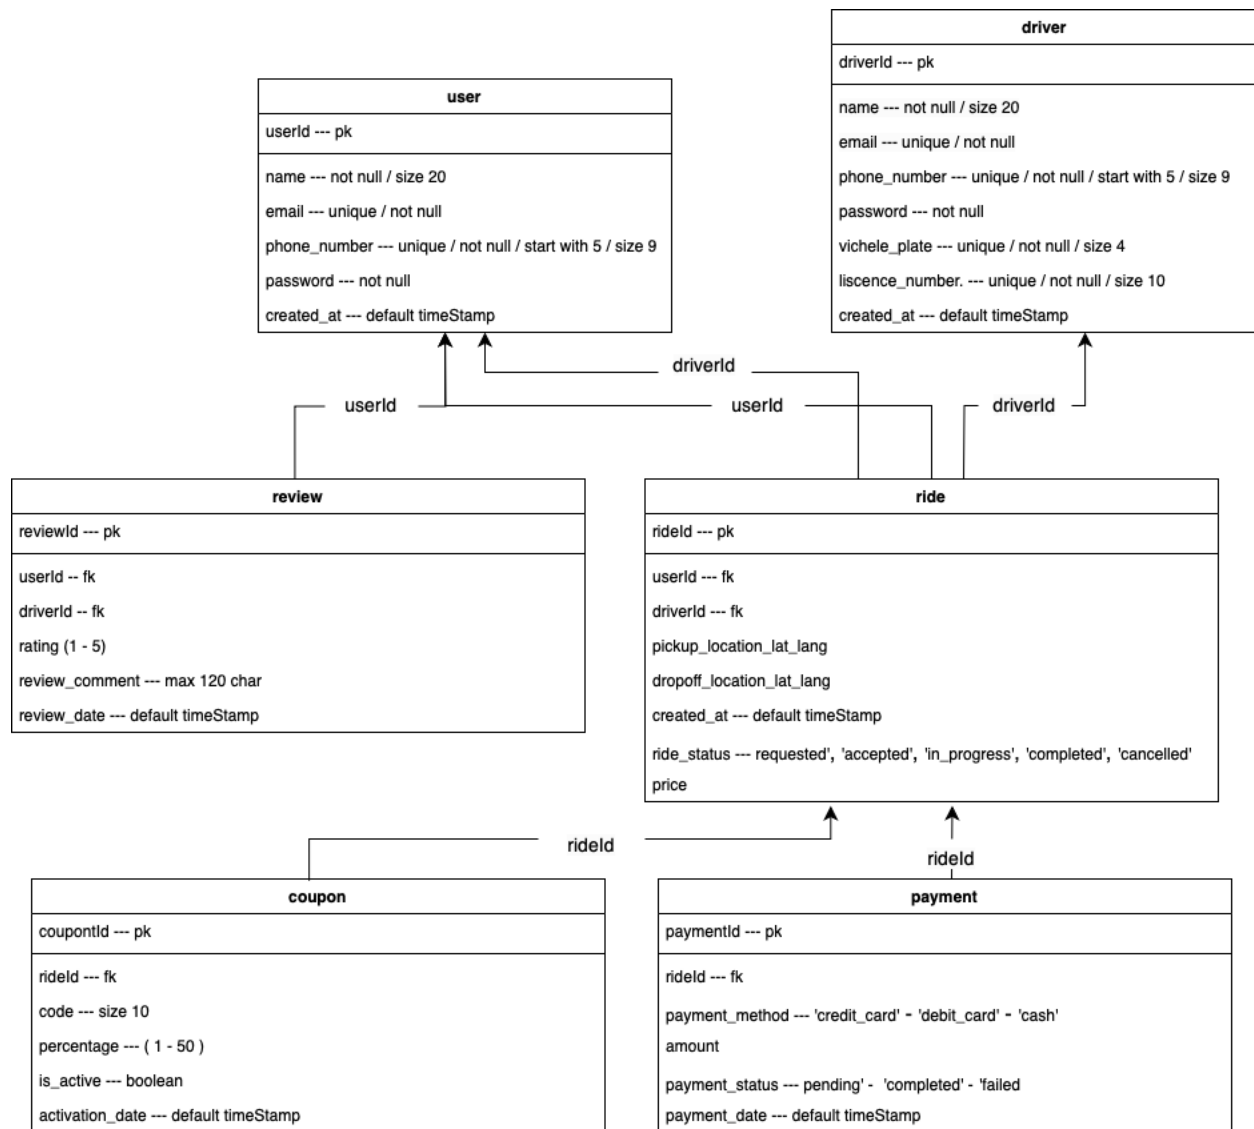 driver
driverId --- pk
name --- not null / size 20
email --- unique / not null
phone_number --- unique / not null / start with 5 / size 9
password --- not null
vichele_plate --- unique / not null / size 4
liscence_number. --- unique / not null / size 10
created_at --- default timeStamp
user
userId --- pk
name --- not null / size 20
email --- unique / not null
phone_number --- unique / not null / start with 5 / size 9
password --- not null
created_at --- default timeStamp
driverId
userId
userId
driverId
review
reviewId --- pk
userId -- fk
driverId -- fk
rating (1 - 5)
review_comment --- max 120 char
review_date --- default timeStamp
ride
rideId --- pk
userId --- fk
driverId --- fk
pickup_location_lat_lang
dropoff_location_lat_lang
created_at --- default timeStamp
ride_status --- requested', 'accepted', 'in_progress', 'completed', 'cancelled'
price
rideId
rideId
coupon
coupontId --- pk
rideId --- fk
code --- size 10
percentage --- ( 1 - 50 )
is_active --- boolean
activation_date --- default timeStamp
payment
paymentId --- pk
rideId --- fk
payment_method --- 'credit_card' - 'debit_card' - 'cash'
amount
payment_status --- pending' - 'completed' - 'failed
payment_date --- default timeStamp